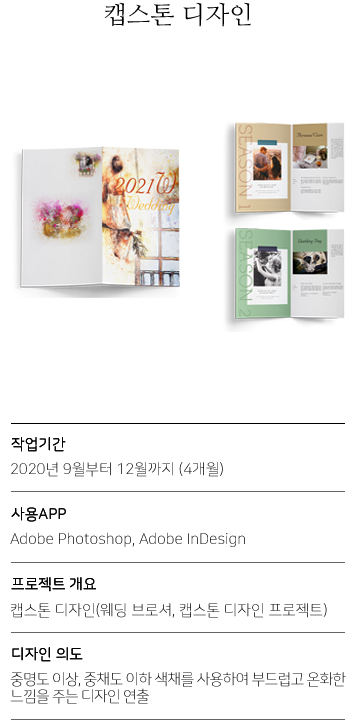 캡스톤 디자인
2021 W
Wedding
SEASON 1
SEASON 2
Wedding Day
작업기간
2020년 9월부터 12월까지 (4개월)
사용APP
Adobe Photoshop, Adobe InDesign
프로젝트 개요
캡스톤 디자인(웨딩 브로셔, 캡스톤 디자인 프로젝트)
디자인 의도
중명도 이상, 중채도 이하 색채를 사용하여 부드럽고 온화한
느낌을 주는 디자인 연출